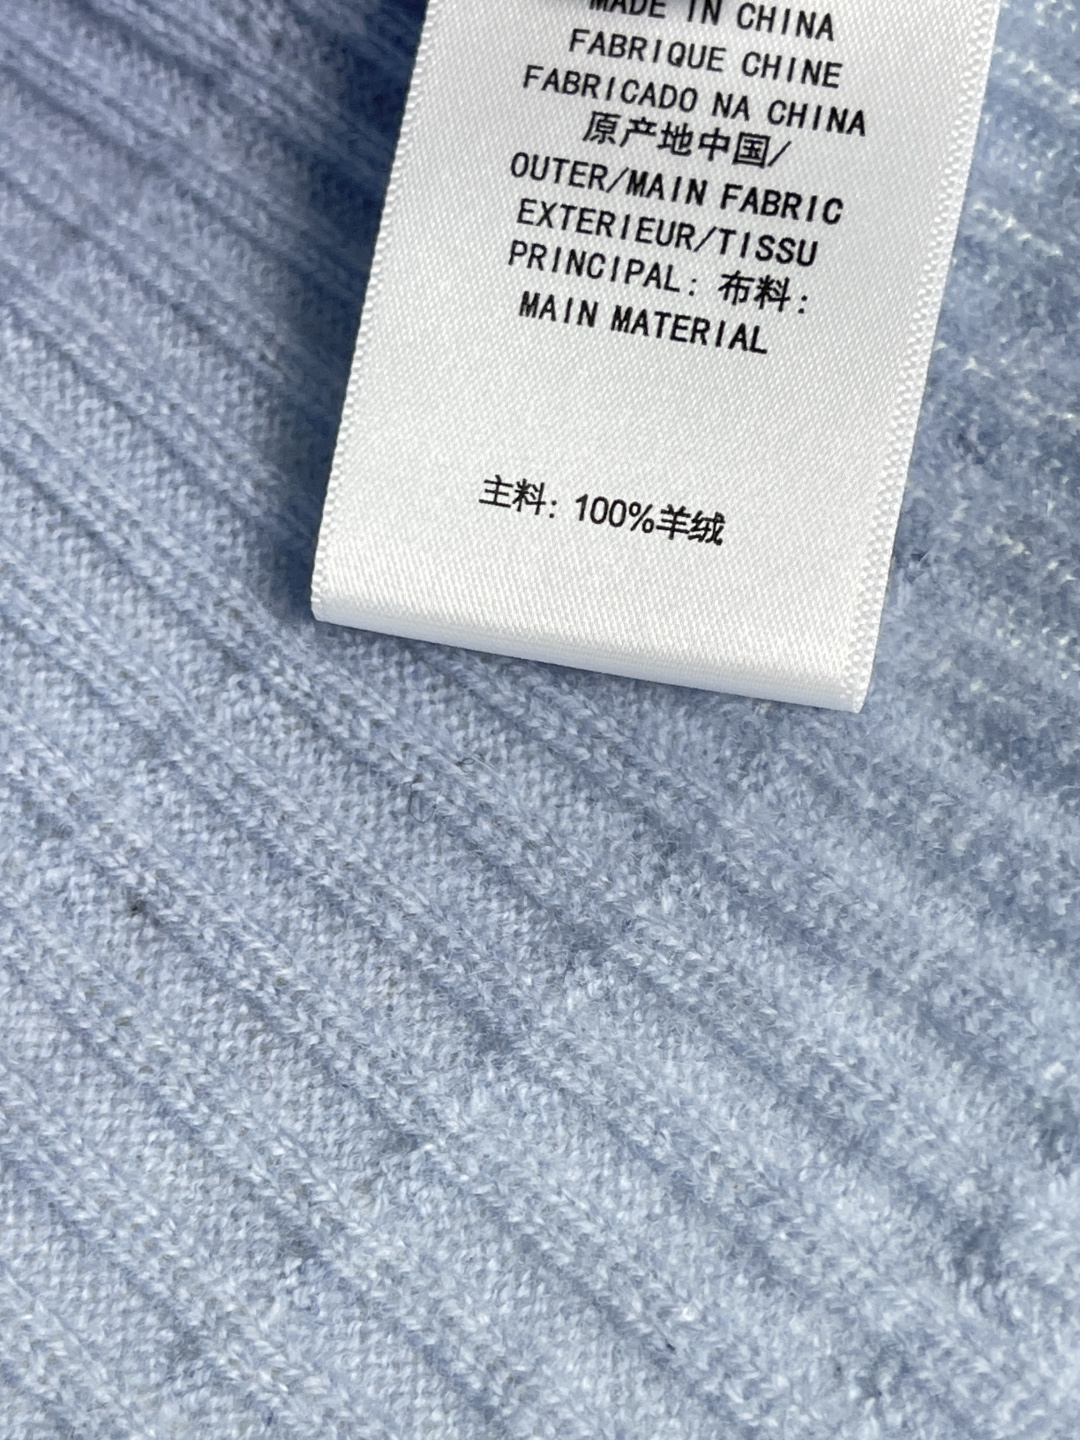 MADE IN CHINA
FABRIQUE CHINE
FABRICADO NA CHINA
原产地中国/
OUTER/MAIN FABRIC
EXTERIEUR/TISSU
PRINCIPAL: 布料:
MAIN MATERIAL
主料: 100%羊绒